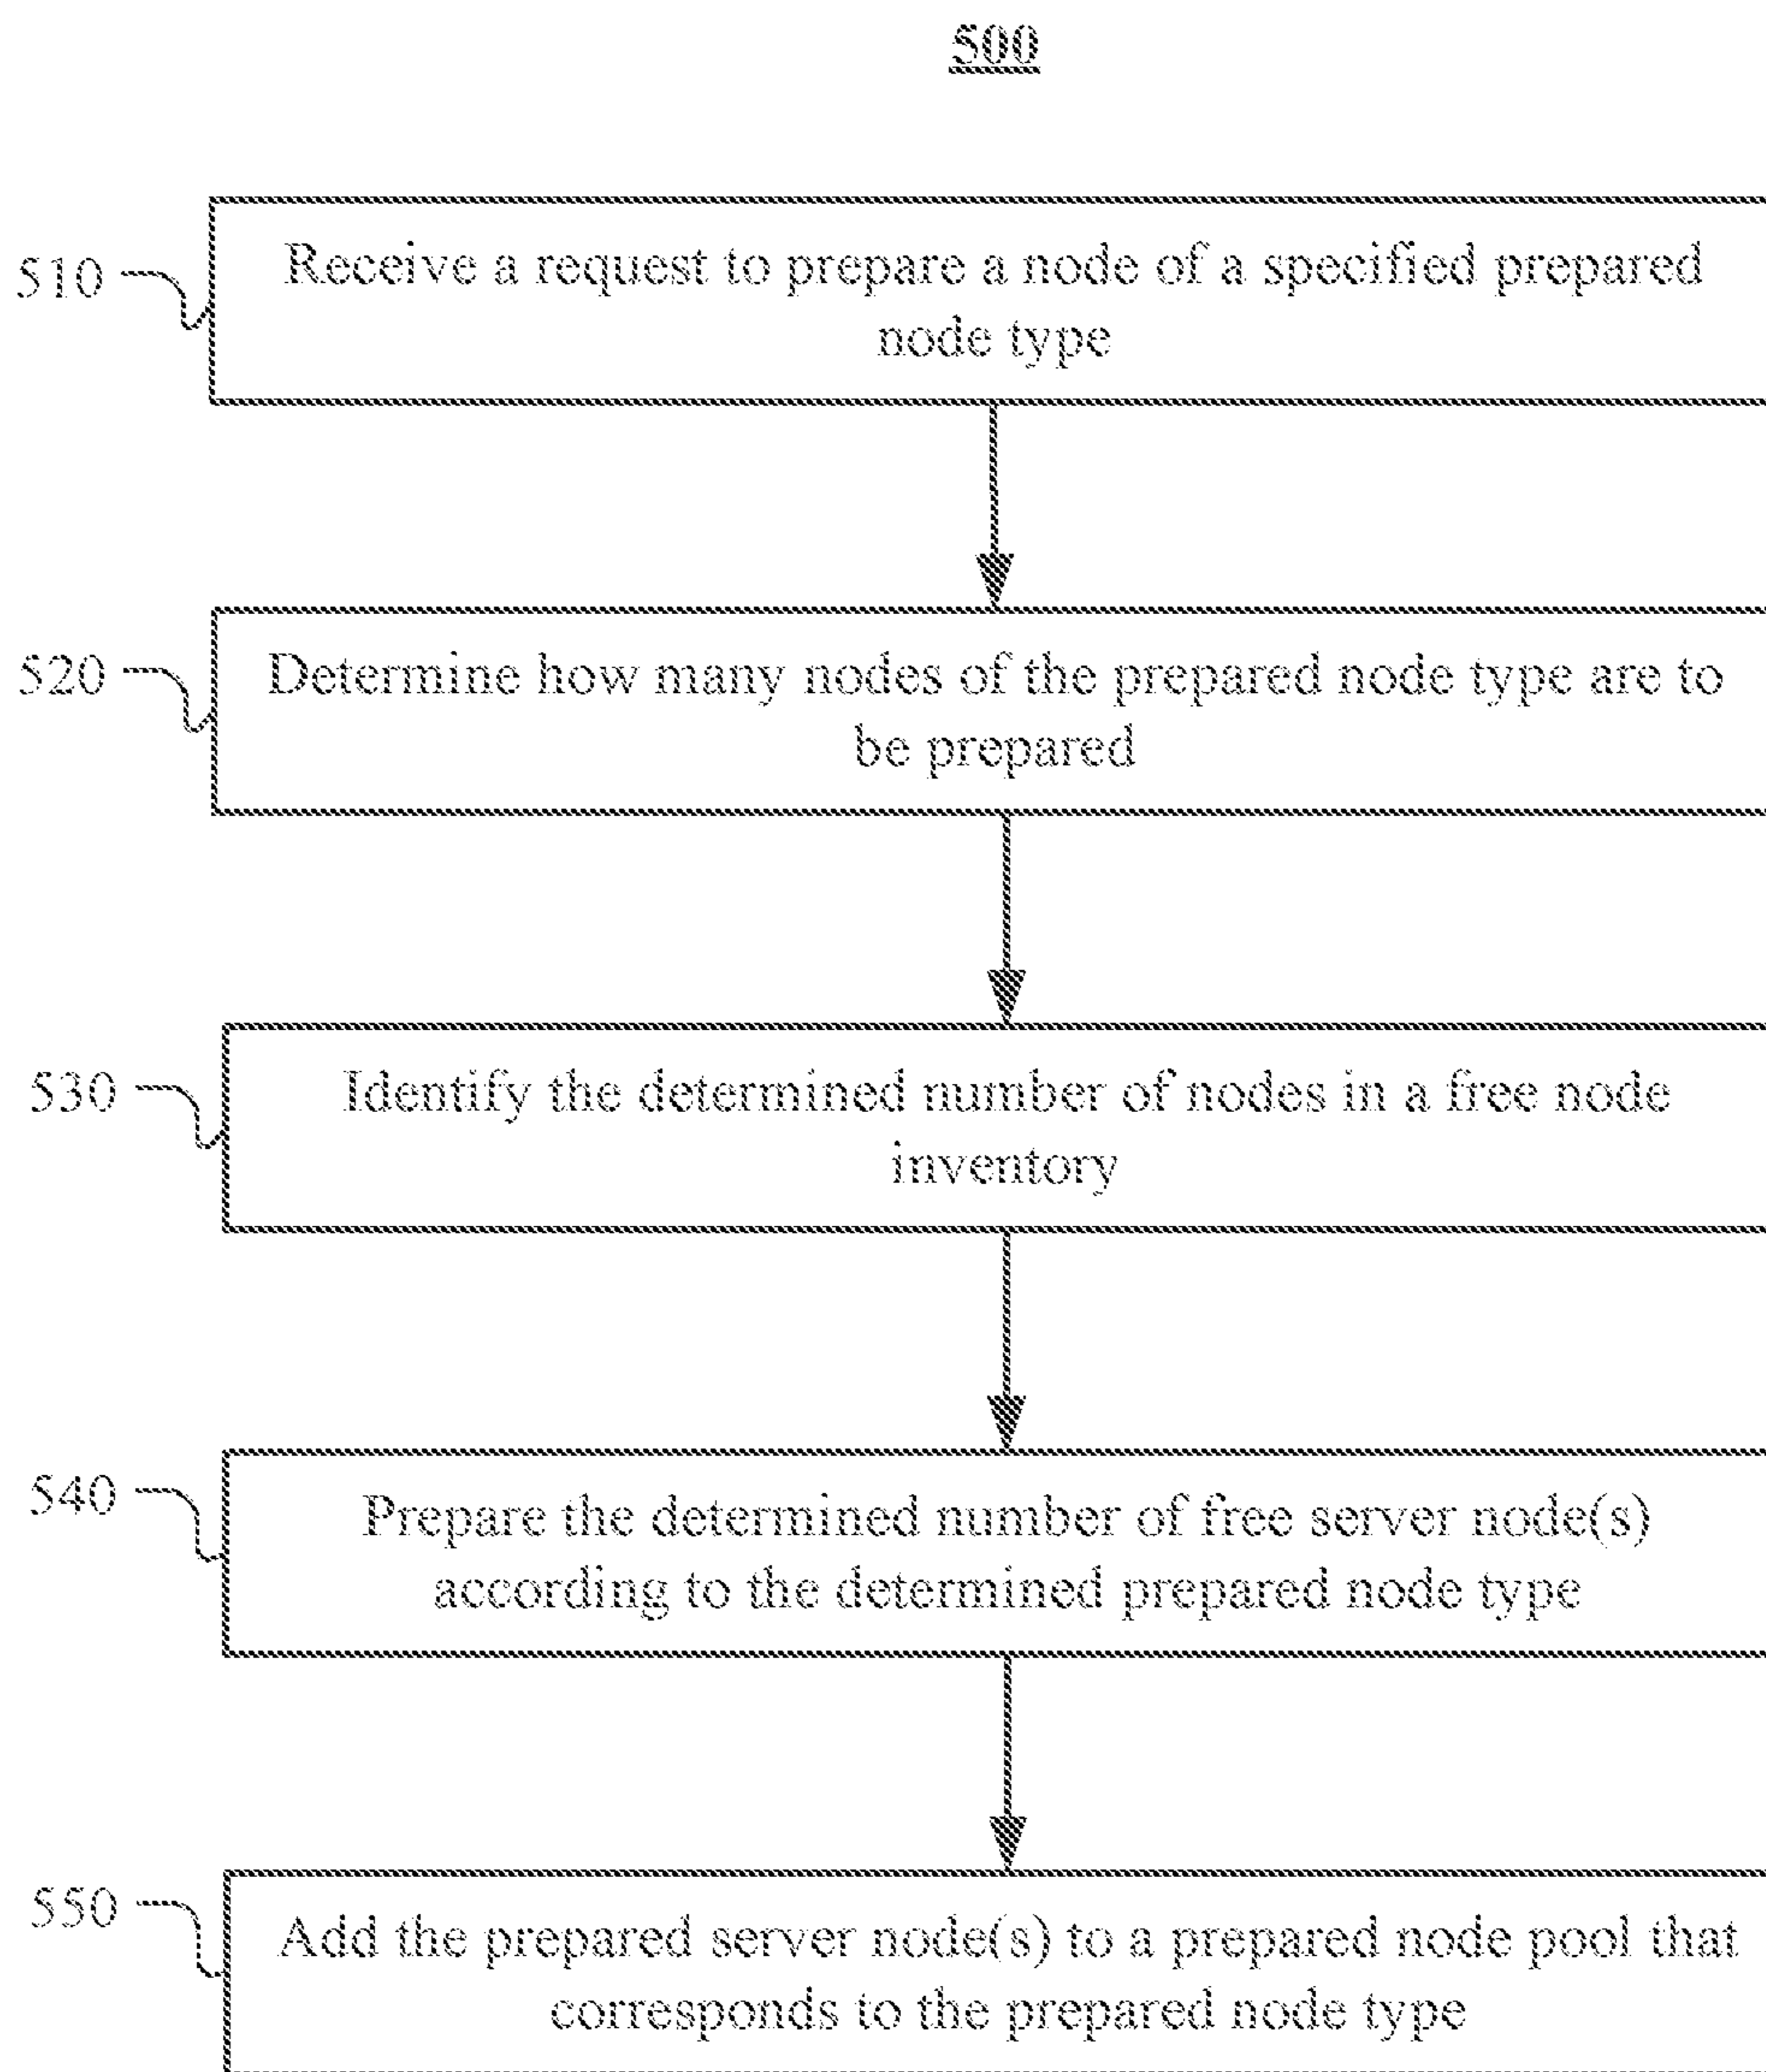 500
510
Receive a request to prepare a node of a specified prepared
node type
520
Determine how many nodes of the prepared node type are to
be prepared
530
Identify the determined number of nodes in a free node
inventory
540
Prepare the determined number of free server node(s)
according to the determined prepared node type
550
Add the prepared server node(s) to a prepared node pool that
corresponds to the prepared node type